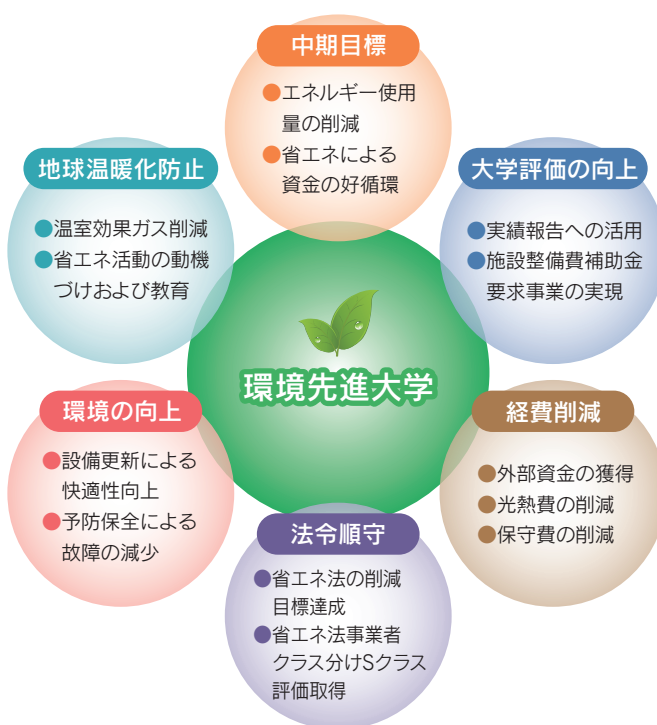 中期目標
●エネルギー使用
量の削減
●省エネによる
資金の好循環
地球温暖化防止
●温室効果ガス削減
●省エネ活動の動機
づけおよび教育
大学評価の向上
●実績報告への活用
●施設整備費補助金
要求事業の実現
環境先進大学
環境の向上
●設備更新による
快適性向上
●予防保全による
故障の減少
経費削減
●外部資金の獲得
●光熱費の削減
●保守費の削減
法令順守
●省エネ法の削減
目標達成
●省エネ法事業者
クラス分けSクラス
評価取得